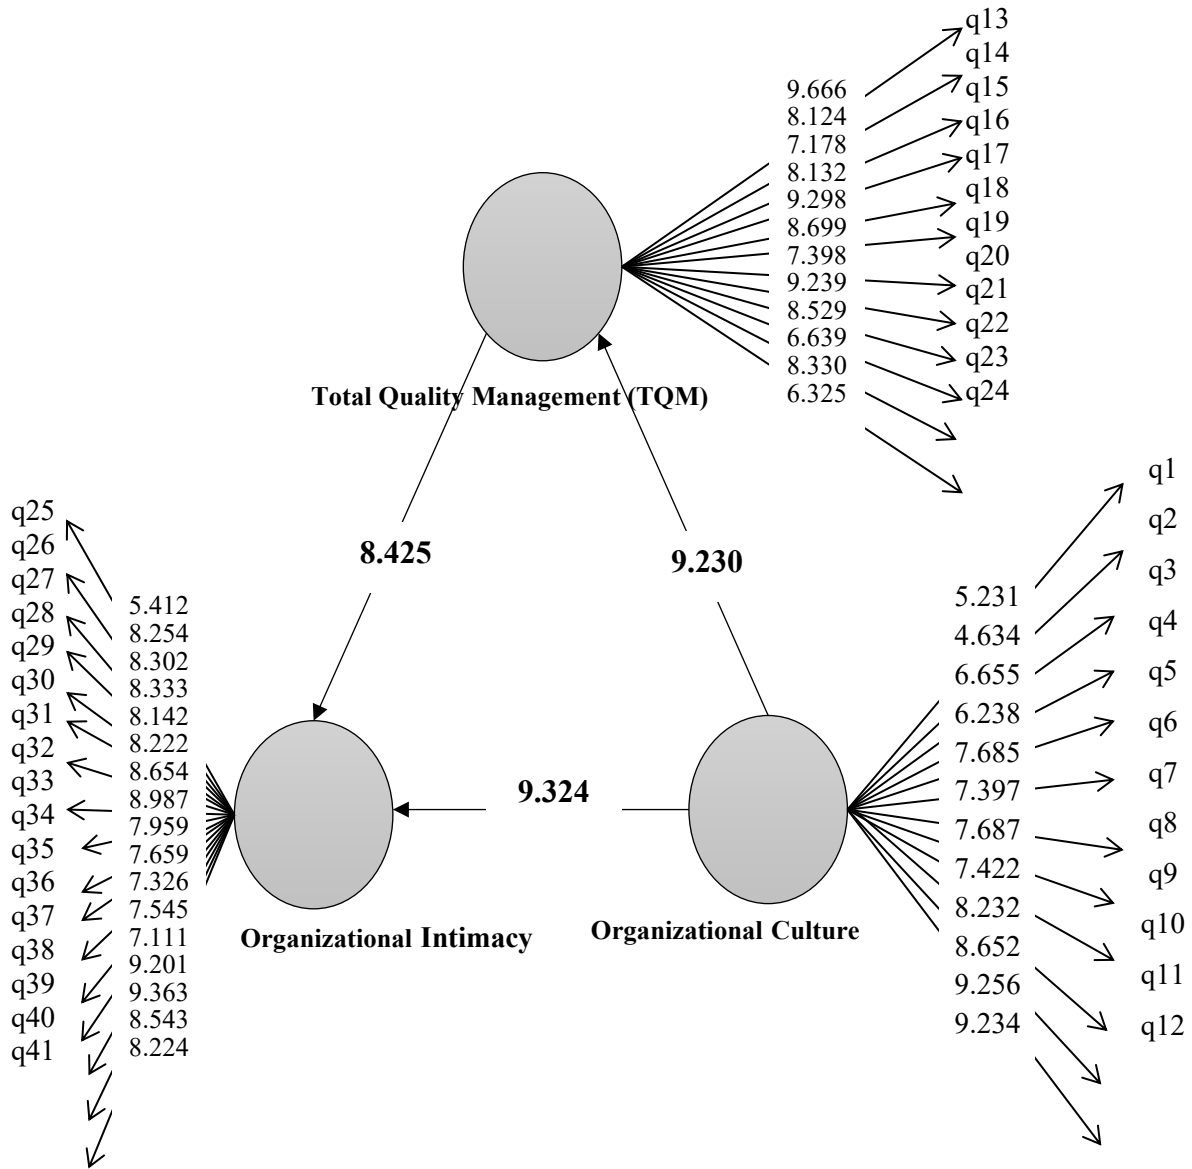 q13
q14
q15
q16
q17
q18
q19
q20
q21
q22
q23
q24
9.666
8.124
7.178
8.132
9.298
8.699
7.398
9.239
8.529
6.639
8.330
6.325
Total Quality Management (TQM)
8.425
9.230
9.324
q25
q26
q27
q28
q29
q30
q31
q32
q33
q34
q35
q36
q37
q38
q39
q40
q41
5.412
8.254
8.302
8.333
8.142
8.222
8.654
8.987
7.959
7.659
7.326
7.545
7.111
9.201
9.363
8.543
8.224
Organizational Intimacy
Organizational Culture
5.231
4.634
6.655
6.238
7.685
7.397
7.687
7.422
8.232
8.652
9.256
9.234
q1
q2
q3
q4
q5
q6
q7
q8
q9
q10
q11
q12